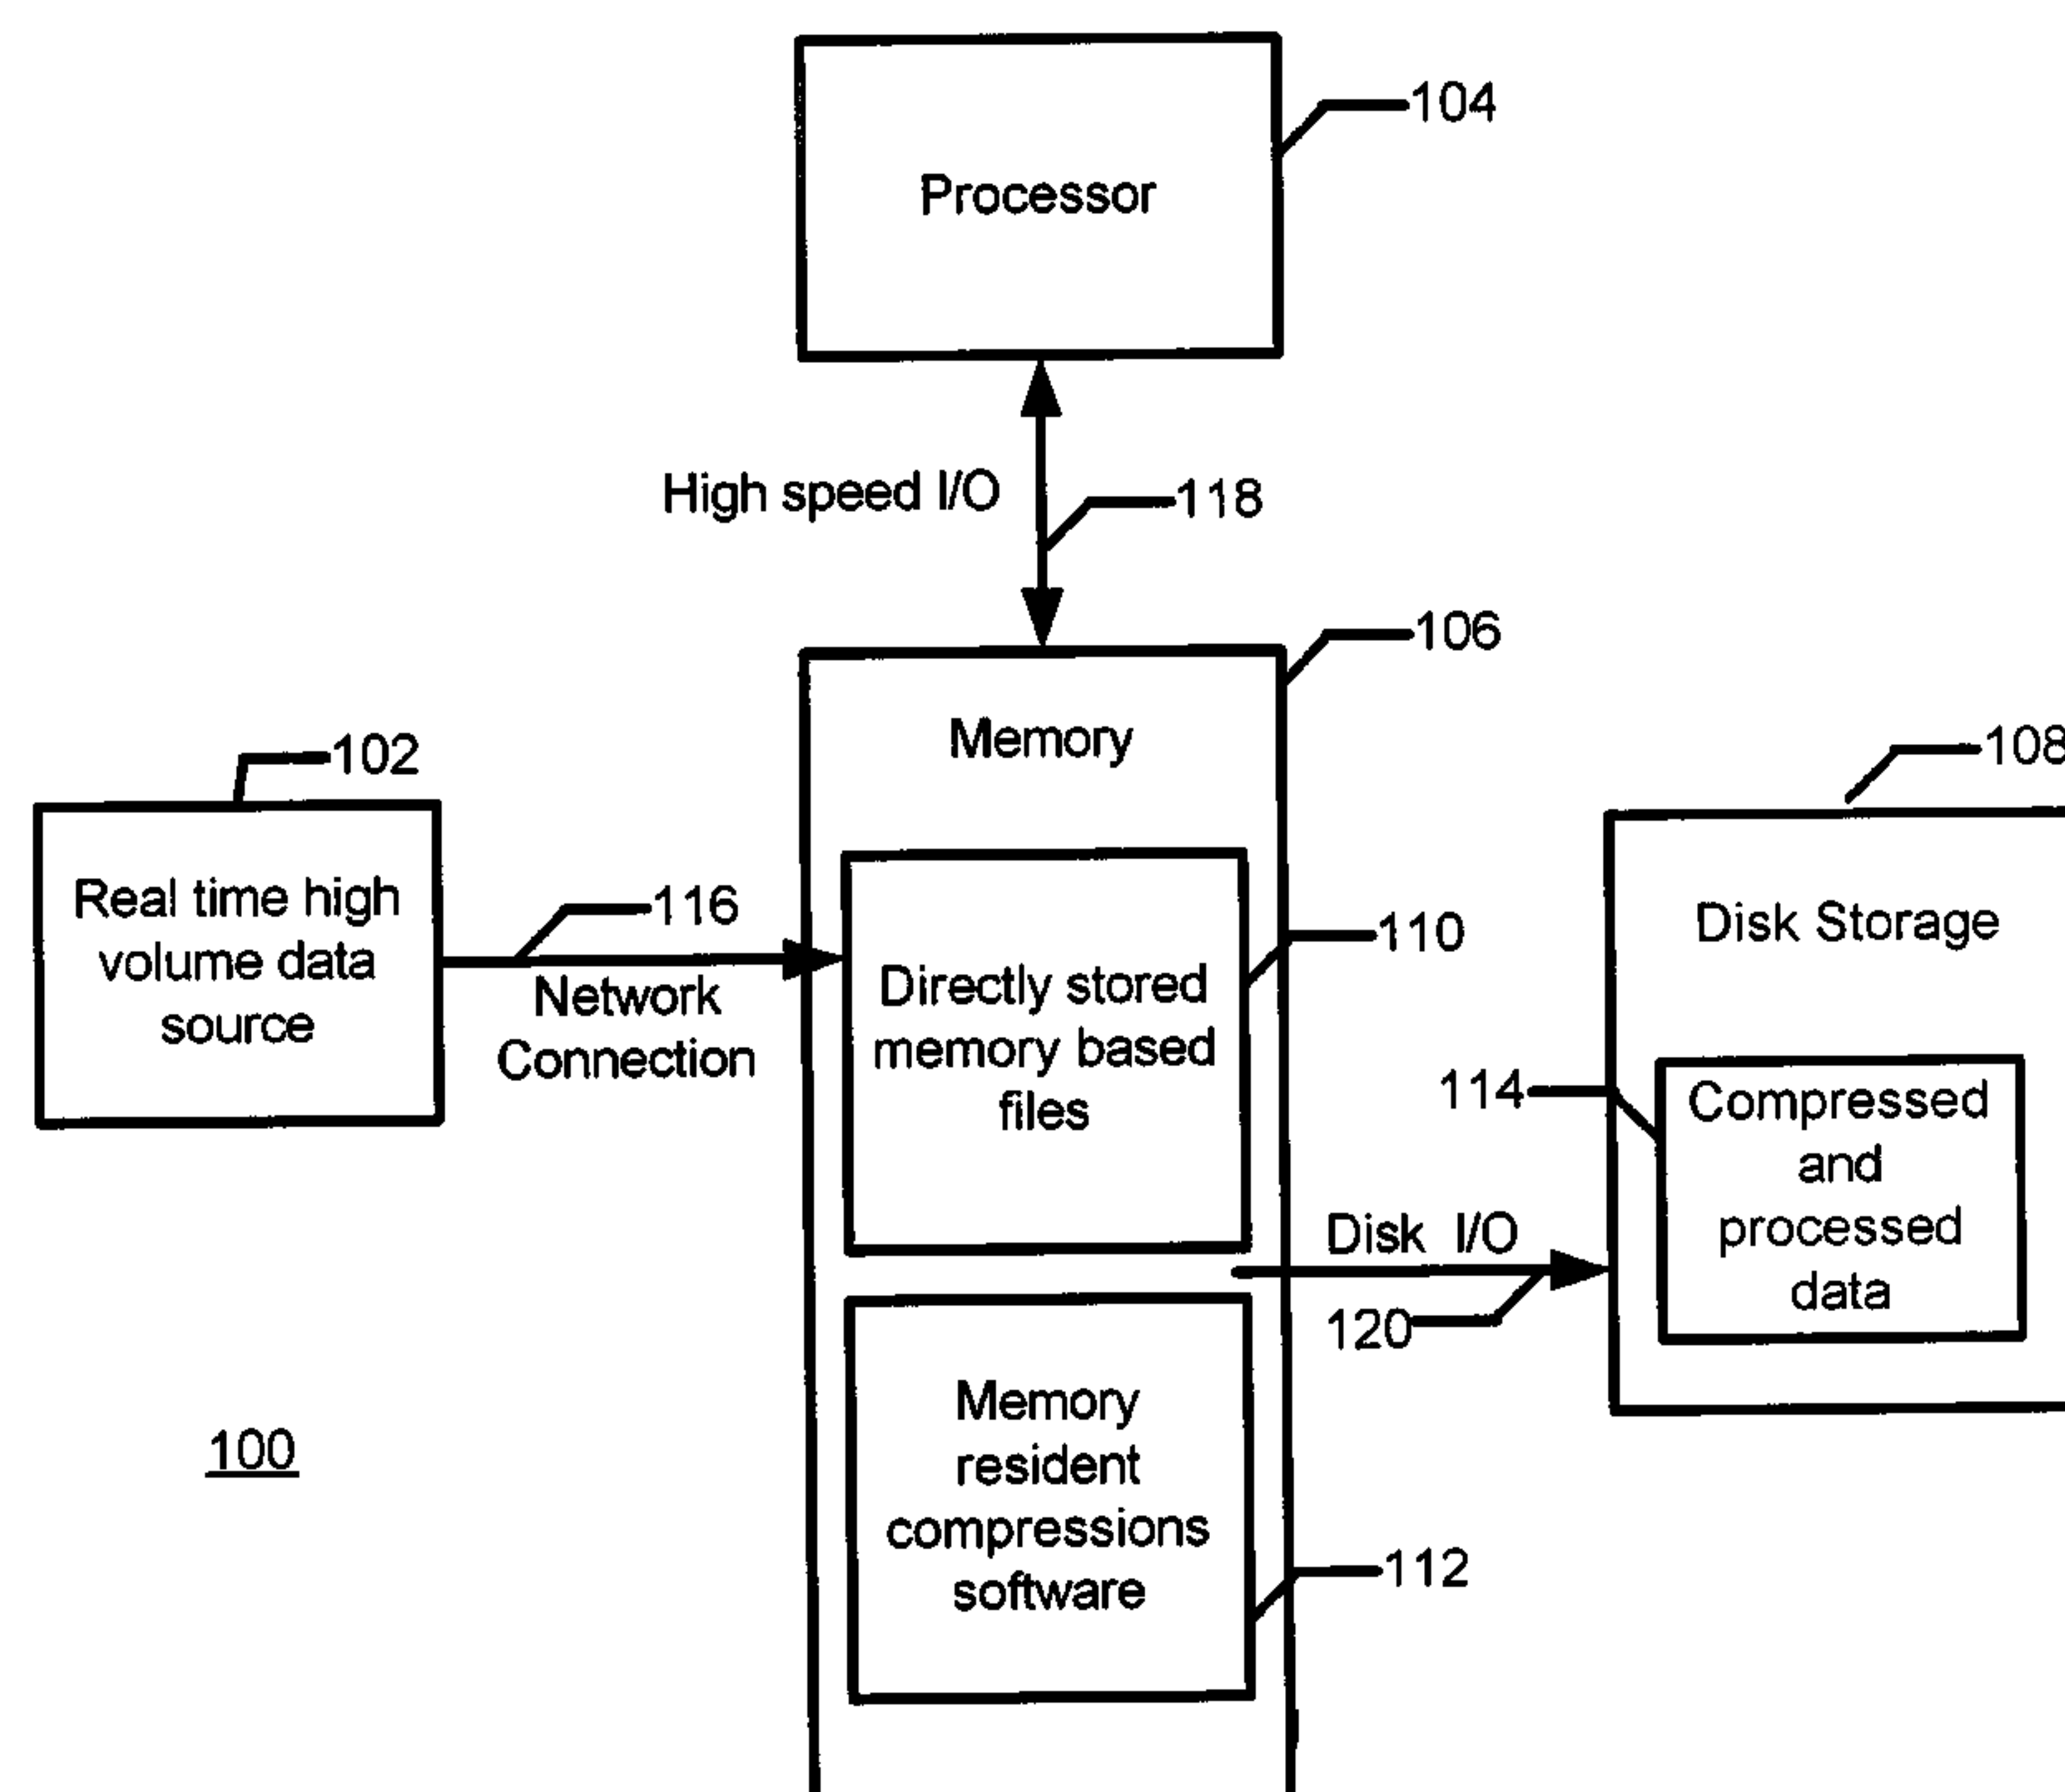 104
Processor
High speed I/O
118
106
Memory
102
108
Real time high
volume data
source
116
Network
Connection
110
Directly stored
memory based
files
Disk Storage
114
Compressed
and
processed
data
Disk I/O
120
Memory
resident
compressions
software
112
100